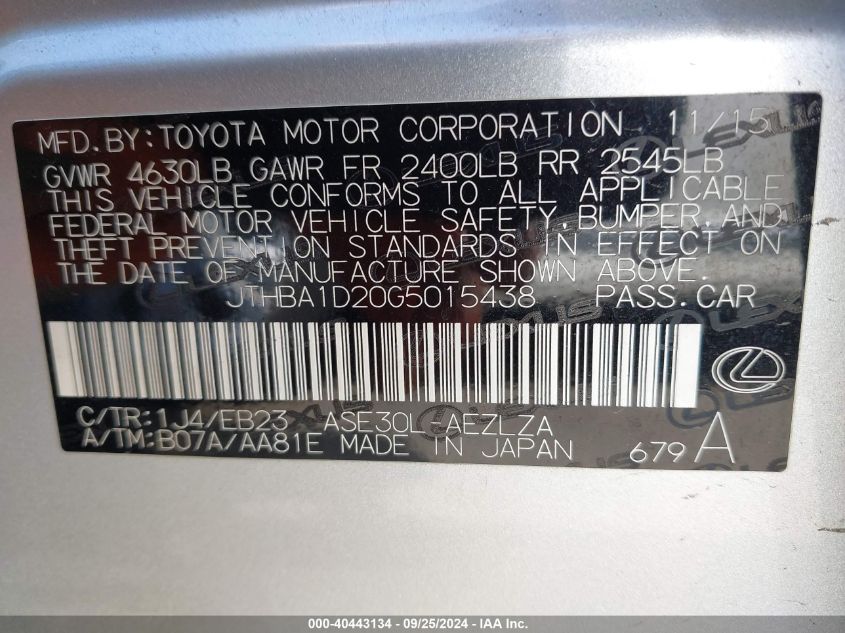 MFD.BY:TOYOTA MOTOR CORPORATION 11/15
GVWR 4630LB GAWR FR 2400LB RR 2545LB
THIS VEHICLE CONFORMS TO ALL APPLICABLE
FEDERAL MOTOR VEHICLE SAFETY BUMPER AND
THEFT PREVENTION STANDARDS IN EFFECT ON
THE DATE OF MANUFACTURE SHOWN ABOVE.
JTHBA1D20G5015438 PASS.CAR
C/TR:1J4/EB23 ASE30L-AEZLZA
A/TM:B07A/AA81E MADE IN JAPAN 679 A
000-40443134 - 09/25/2024 - IAA Inc.